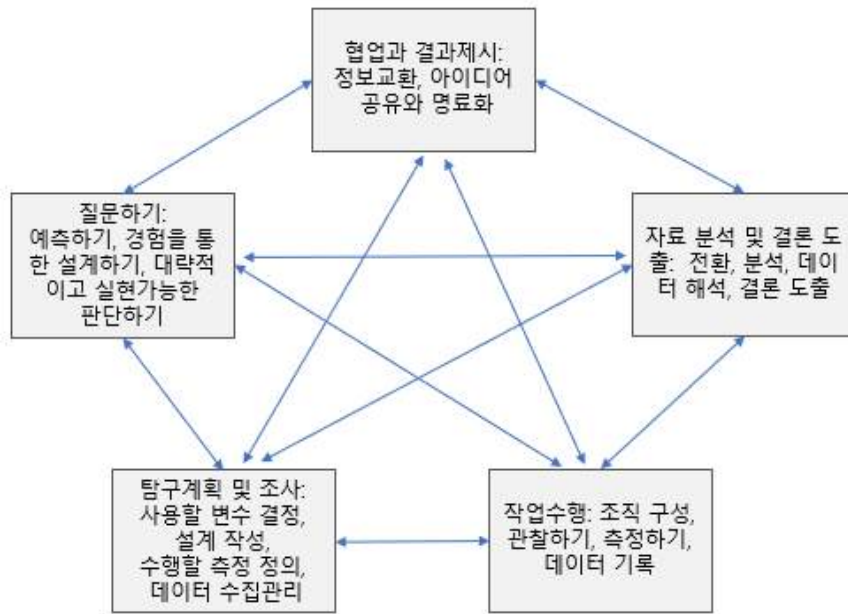 협업과 결과제시:
정보교환, 아이디어
공유와 명료화
질문하기:
예측하기, 경험을 통
한 설계하기, 대략적
이고 실현가능한
판단하기
자료 분석 및 결론 도
출: 전환, 분석, 데이
터 해석, 결론 도출
탐구계획 및 조사:
사용할 변수 결정,
설계 작성,
수행할 측정 정의,
데이터 수집관리
작업수행: 조직 구성,
관찰하기, 측정하기,
데이터 기록